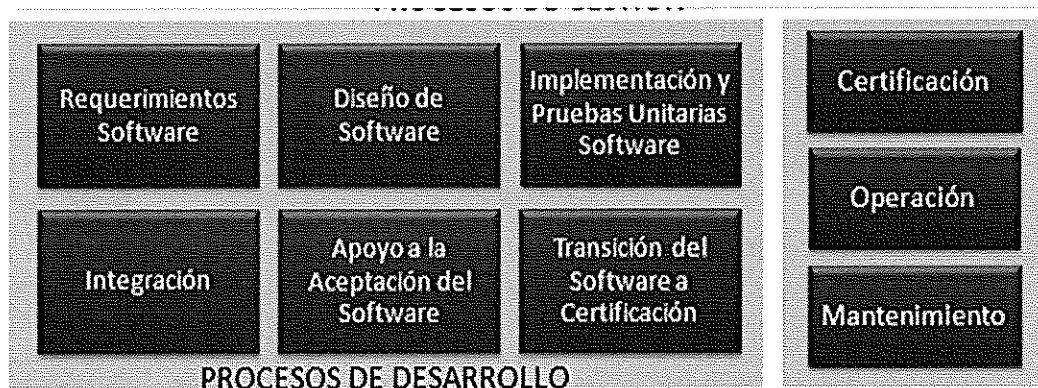 Requerimientos
Software
Diseño de
Software
Implementación y
Pruebas Unitarias
Software
Integración
Apoyo a la
Aceptación del
Software
Transición del
Software a
Certificación
PROCESOS DE DESARROLLO
Certificación
Operación
Mantenimiento